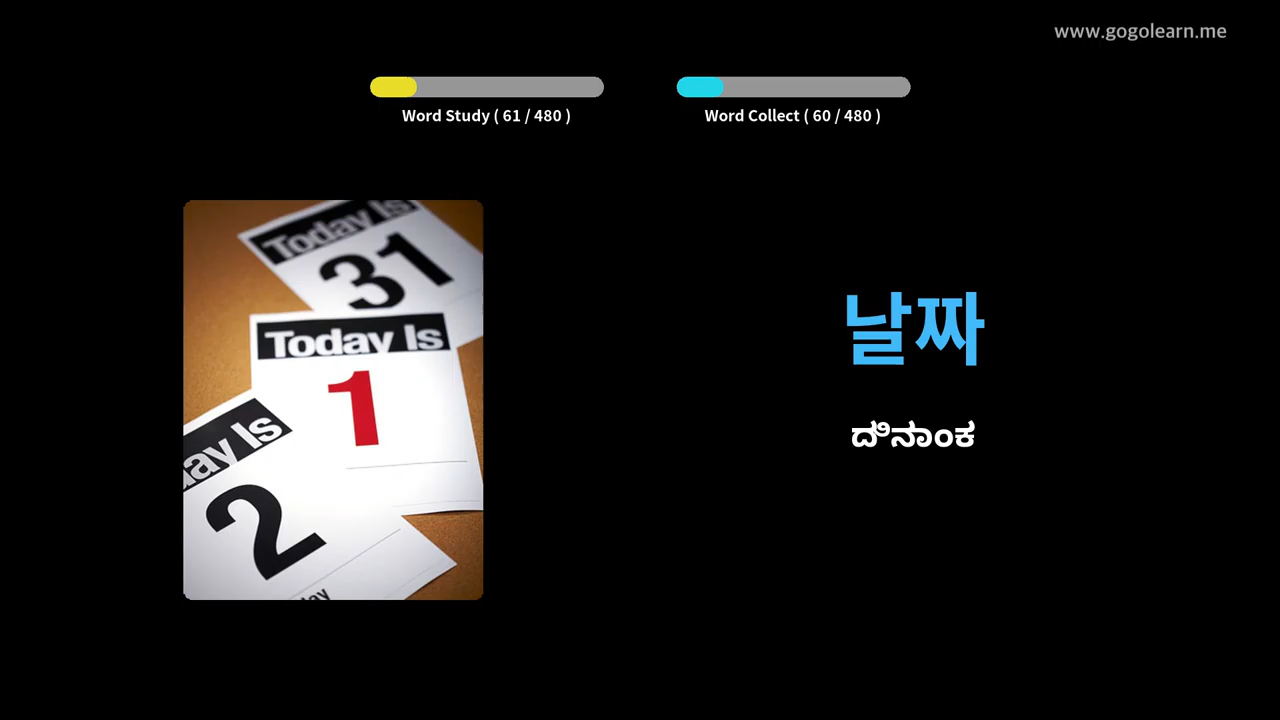 www.gogolearn.me
Word Study ( 61 / 480 )
Word Collect ( 60 / 480 )
Today Is
31
Today Is
1
day Is
2
날짜
ದಿನಾಂಕ